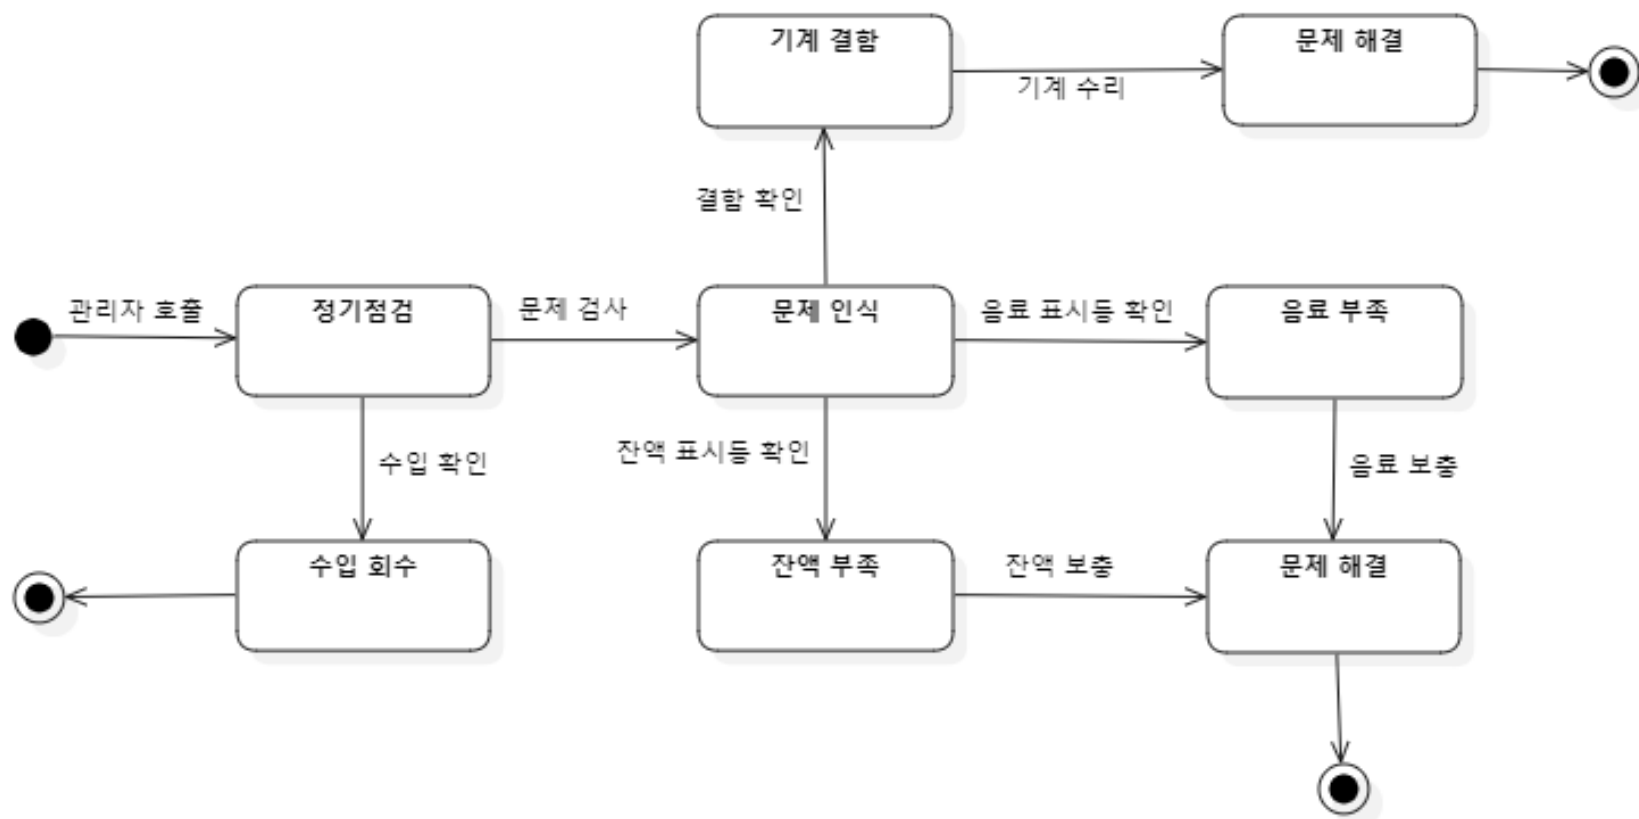 기계 결함
문제 해결
기계 수리
결함 확인
관리자 호출
정기점검
문제 검사
문제 인식
음료 표시등 확인
음료 부족
수입 확인
잔액 표시등 확인
음료 보충
수입 회수
잔액 부족
잔액 보충
문제 해결